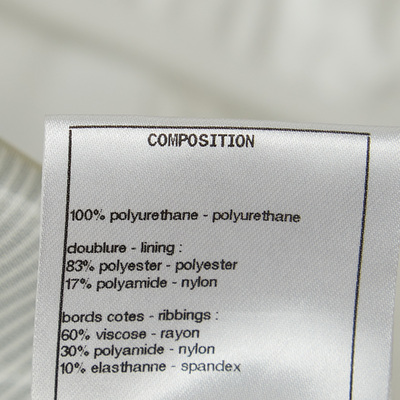 COMPOSITION
100% polyurethane - polyurethane
doublure - lining :
83% polyester - polyester
17% polyamide - nylon
bords cotes - ribbings :
60% viscose - rayon
30% polyamide - nylon
10% elasthanne - spandex